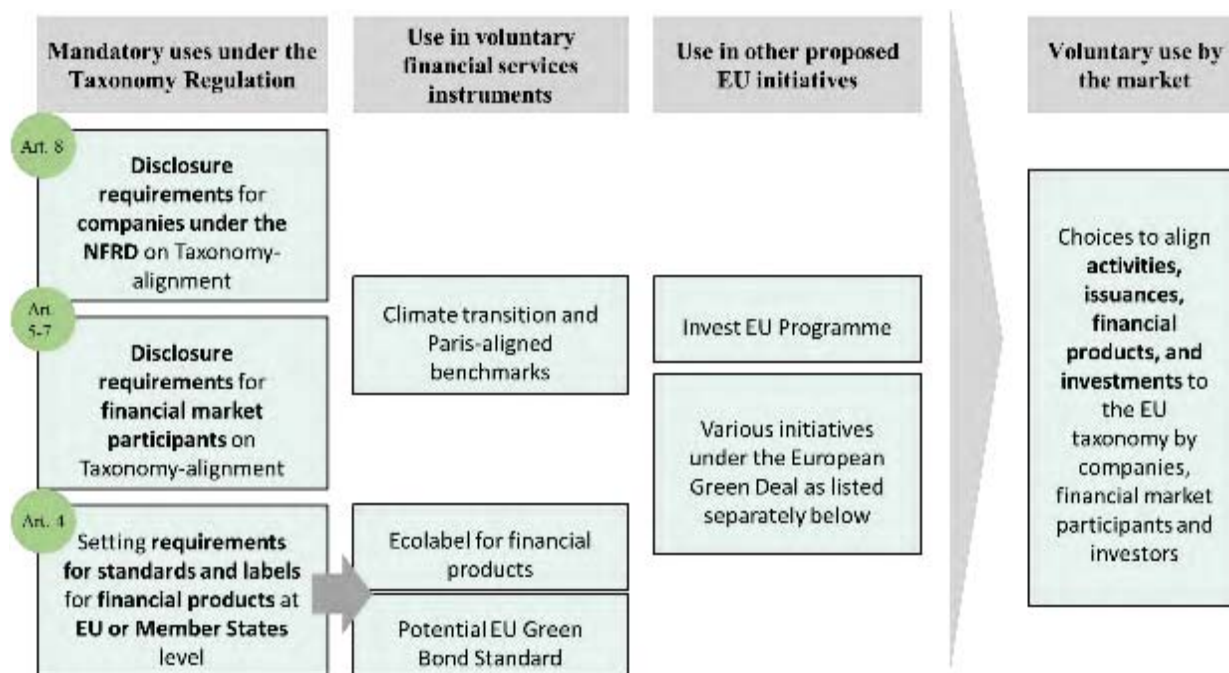 Mandatory uses under the
Taxonomy Regulation
Use in voluntary
financial services
instruments
Use in other proposed
EU initiatives
Voluntary use by
the market
Art. 8
Disclosure
requirements for
companies under the
NFRD on Taxonomy-
alignment
Art.
5-7
Disclosure
requirements for
financial market
participants on
Taxonomy-alignment
Art. 4
Setting requirements
for standards and labels
for financial products at
EU or Member States
level
Climate transition and
Paris-aligned
benchmarks
Ecolabel for financial
products
Potential EU Green
Bond Standard
Invest EU Programme
Various initiatives
under the European
Green Deal as listed
separately below
Choices to align
activities,
issuances,
financial
products, and
investments to
the EU
taxonomy by
companies,
financial market
participants and
investors